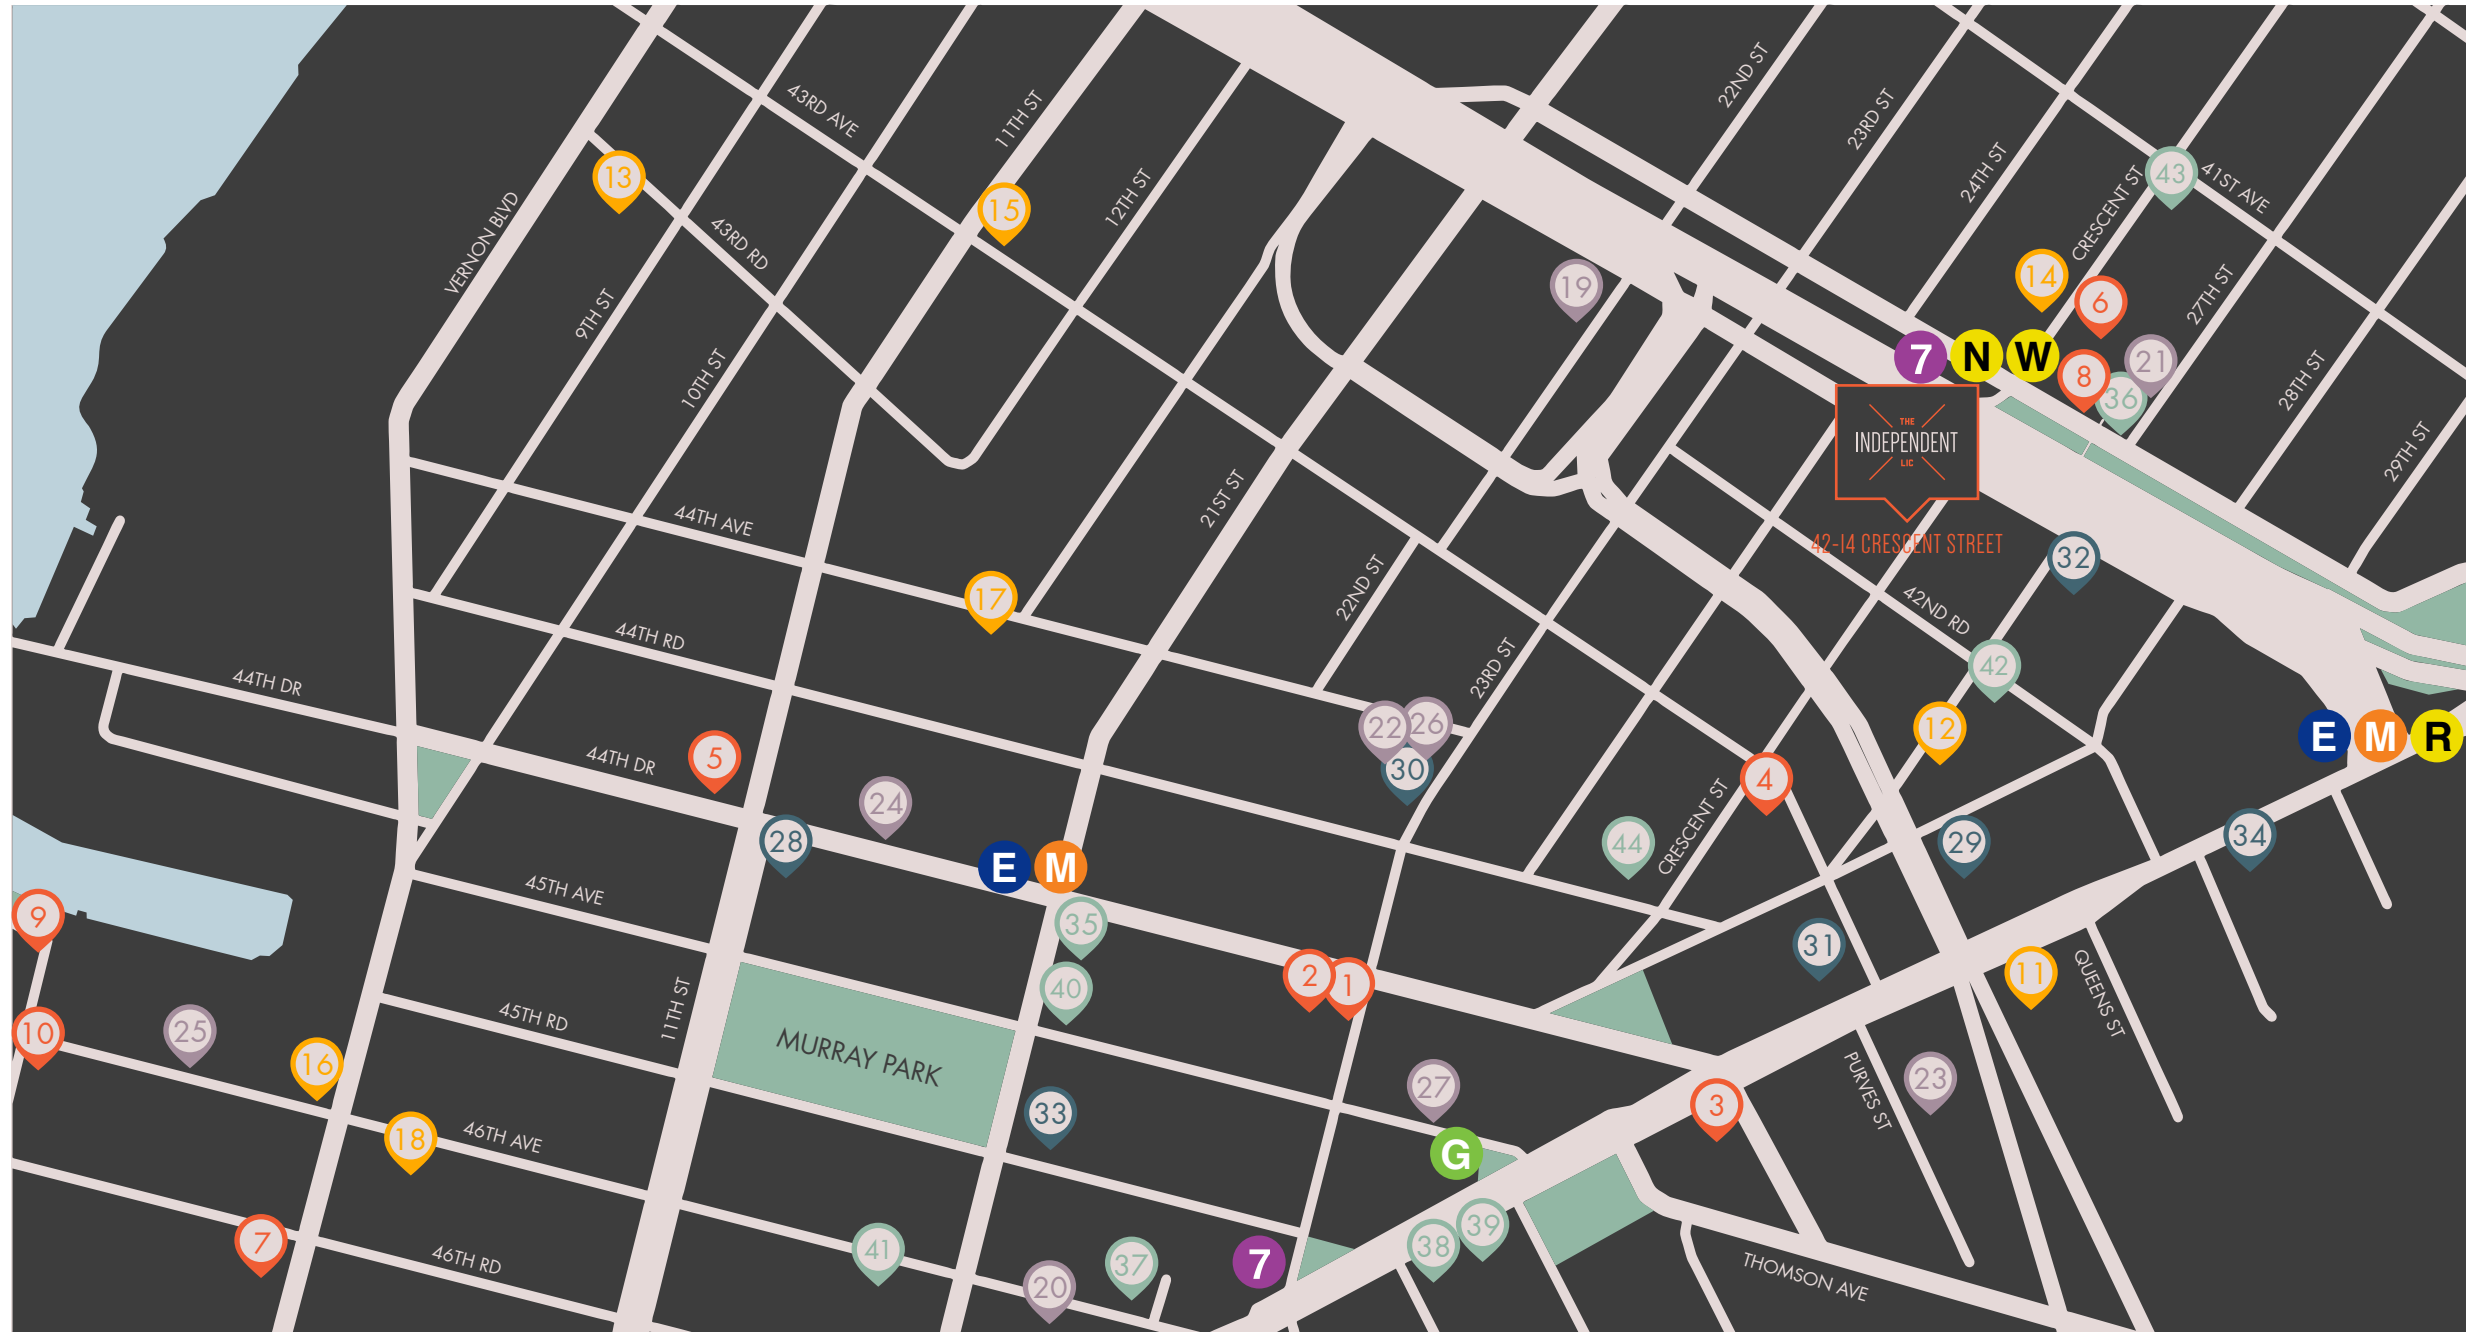 22ND ST
43RD AVE
11TH ST
23RD ST
24TH ST
43
41ST AVE
13
15
12TH ST
CRESCENT ST
VERNON BLVD
43RD RD
14
19
6
27TH ST
9TH ST
7
N
W
8
21
36
10TH ST
28TH ST
THE
INDEPENDENT
LIC
29TH ST
21ST ST
44TH AVE
42-14 CRESCENT STREET
32
22ND ST
17
42ND RD
44TH RD
23RD ST
42
44TH DR
22
26
12
E
M
R
44TH DR
5
30
4
24
CRESCENT ST
28
44
29
34
E
M
45TH AVE
9
35
31
2
1
11
40
QUEENS ST
11TH ST
45TH RD
10
25
16
MURRAY PARK
27
PURVES ST
23
33
3
18
46TH AVE
G
7
46TH RD
41
39
38
37
7
20
THOMSON AVE